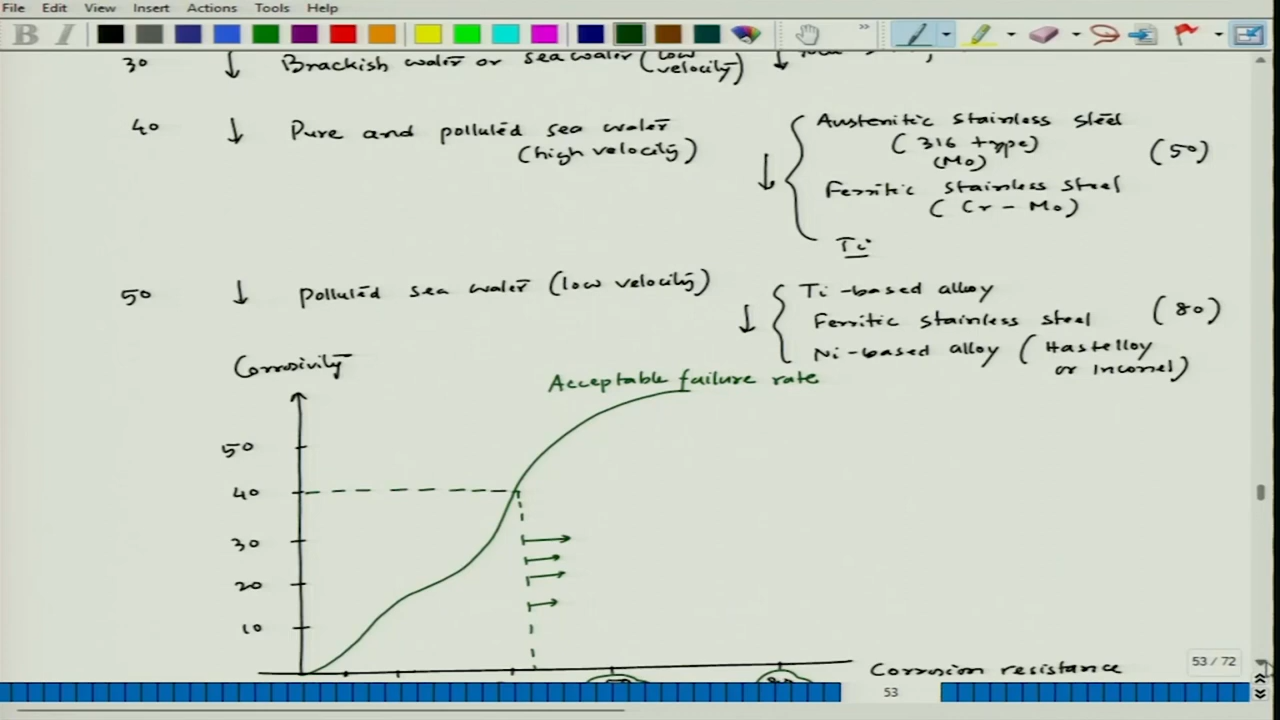 File Edit View Insert Actions Tools Help
B I
30 ↓ Brackish water or sea water (low velocity) ↓
40 ↓ Pure and polluted sea water (high velocity)
↓ Austenitic stainless steel
(316 type) (50)
(Mo)
Ferritic stainless steel
(Cr-Mo)
Ti
50 ↓ Polluted sea water (low velocity)
↓ Ti-based alloy
Ferritic stainless steel (80)
Ni-based alloy (Hastelloy
or Inconel)
Corrosivity
Acceptable failure rate
50
40
30
20
10
Corrosion resistance
53 / 72
53